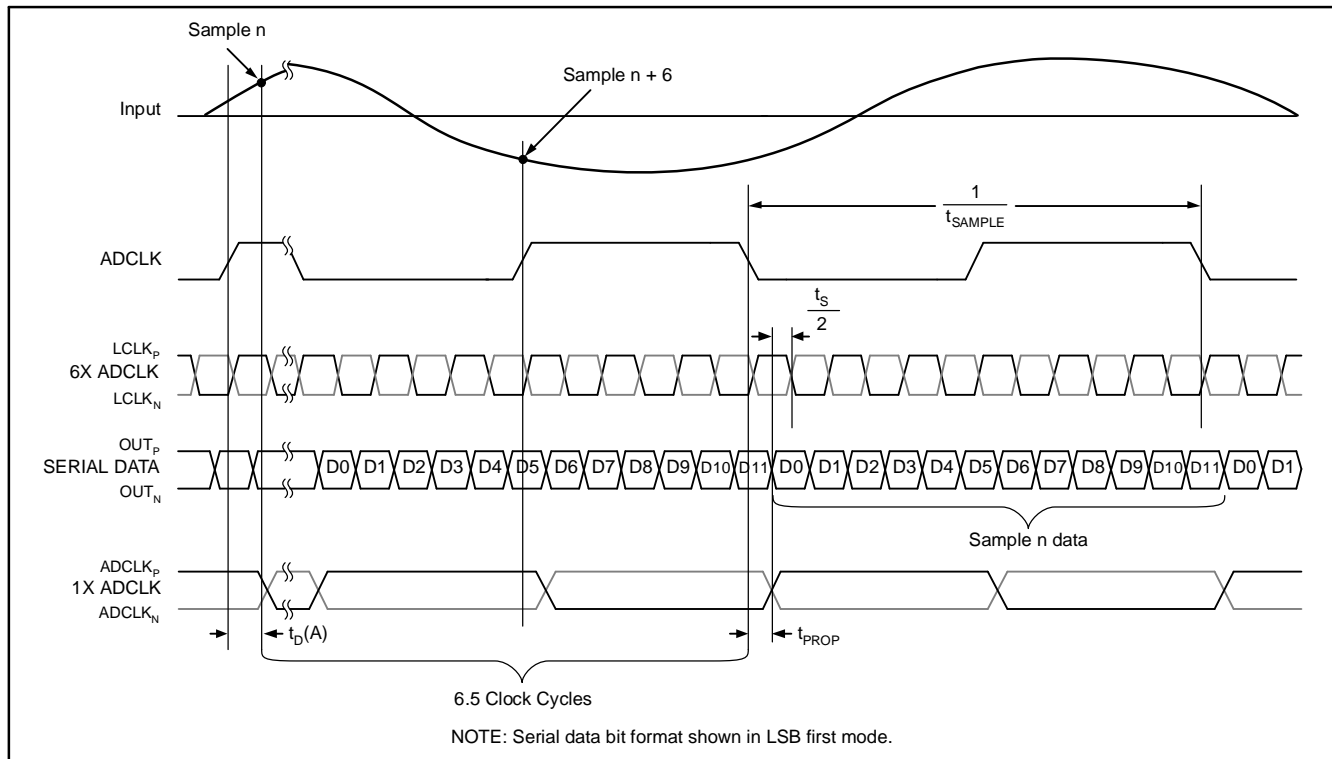 Sample n
Sample n + 6
Input
1
tSAMPLE
ADCLK
tS
2
LCLKP
6X ADCLK
LCLKN
OUTP
SERIAL DATA
OUTN
D0 D1 D2 D3 D4 D5 D6 D7 D8 D9 D10 D11 D0 D1 D2 D3 D4 D5 D6 D7 D8 D9 D10 D11 D0 D1
Sample n data
ADCLKP
1X ADCLK
ADCLKN
tD(A)
tPROP
6.5 Clock Cycles
NOTE: Serial data bit format shown in LSB first mode.